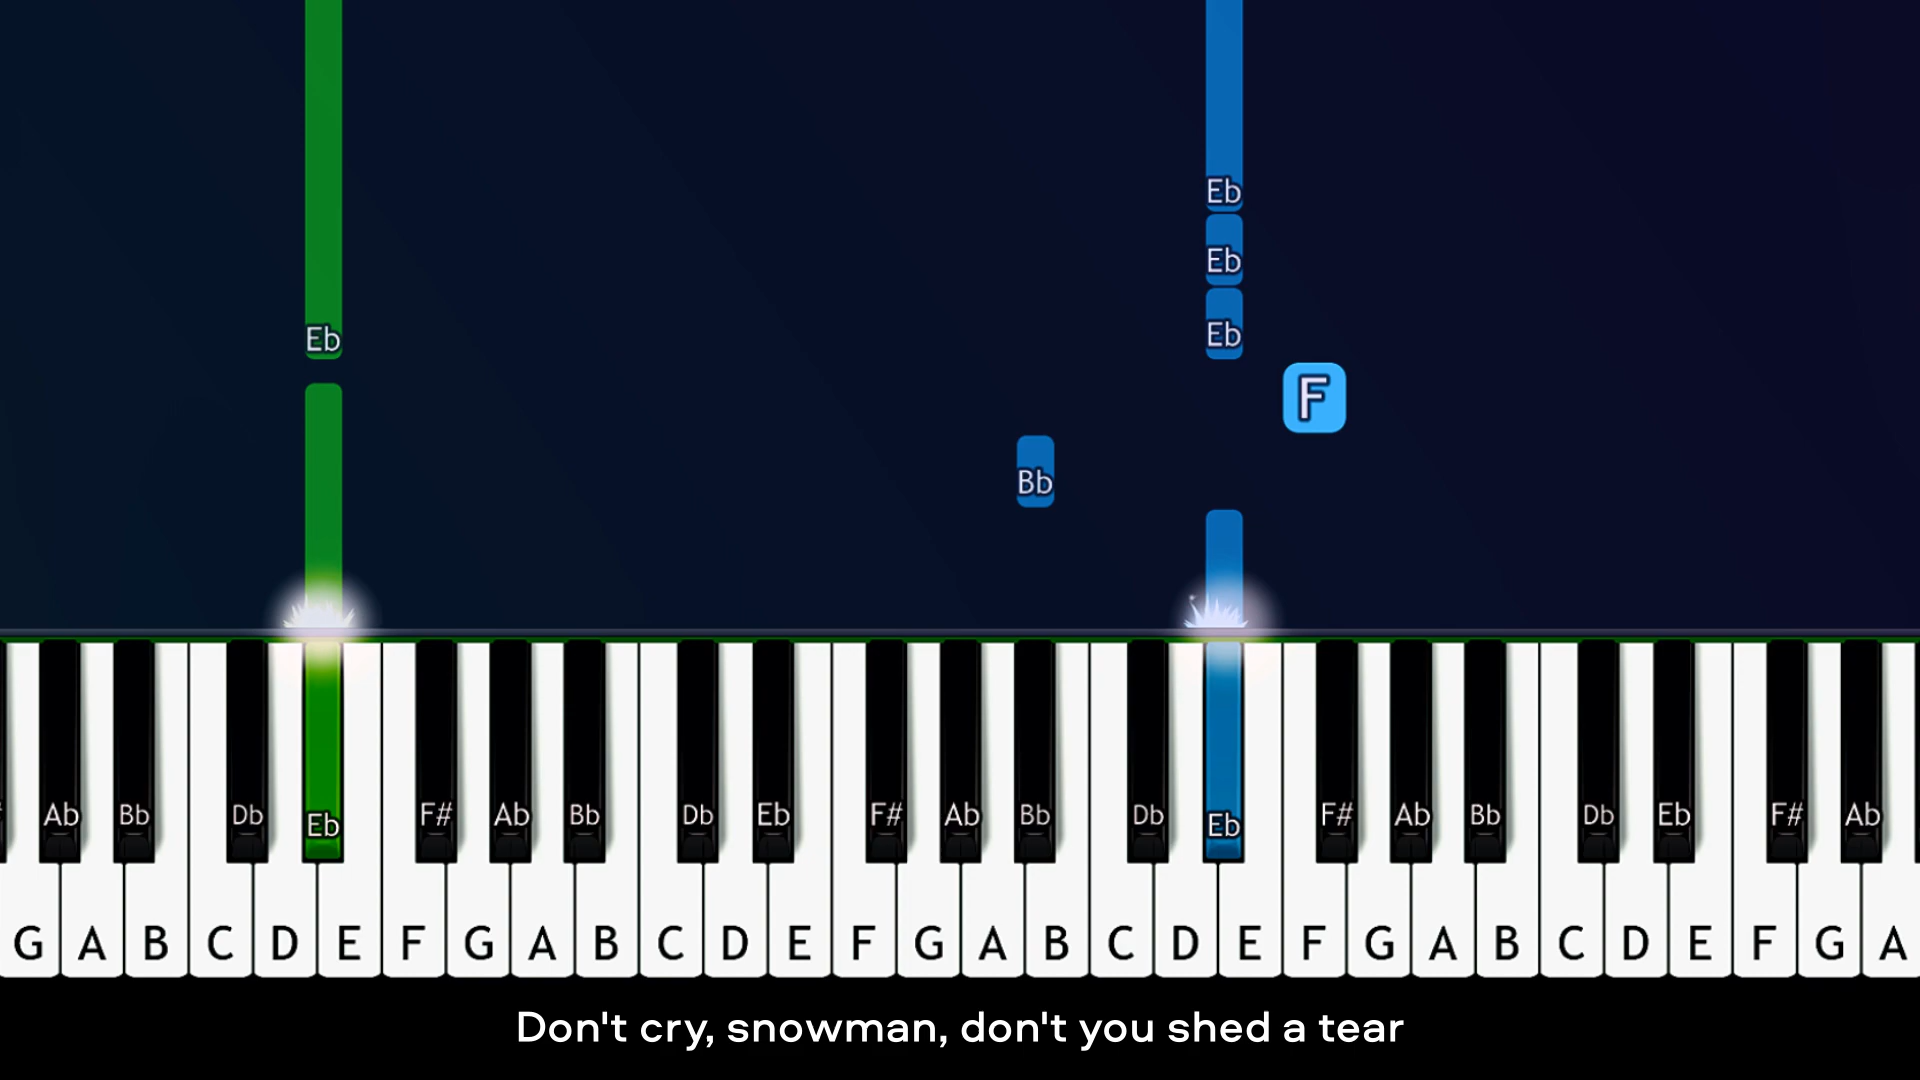 Eb
Eb
Eb
Eb Eb
F
Bb
Ab Bb Db Eb F# Ab Bb Db Eb F# Ab Bb Db Eb F# Ab Bb Db Eb F# Ab
G A B C D E F G A B C D E F G A B C D E F G A B C D E F G A
Don't cry, snowman, don't you shed a tear